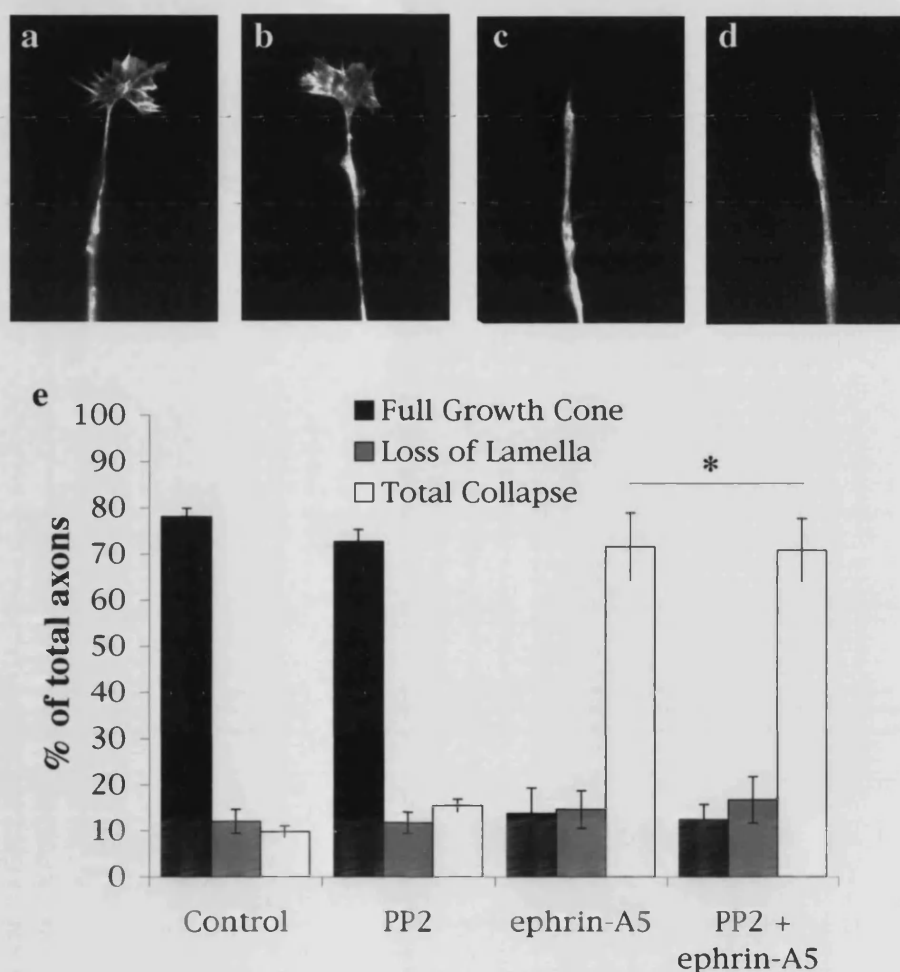 a
b
c
d
e
■ Full Growth Cone
■ Loss of Lamella
□ Total Collapse
*
% of total axons
100
90
80
70
60
50
40
30
20
10
0
Control
PP2
ephrin-A5
PP2 +
ephrin-A5